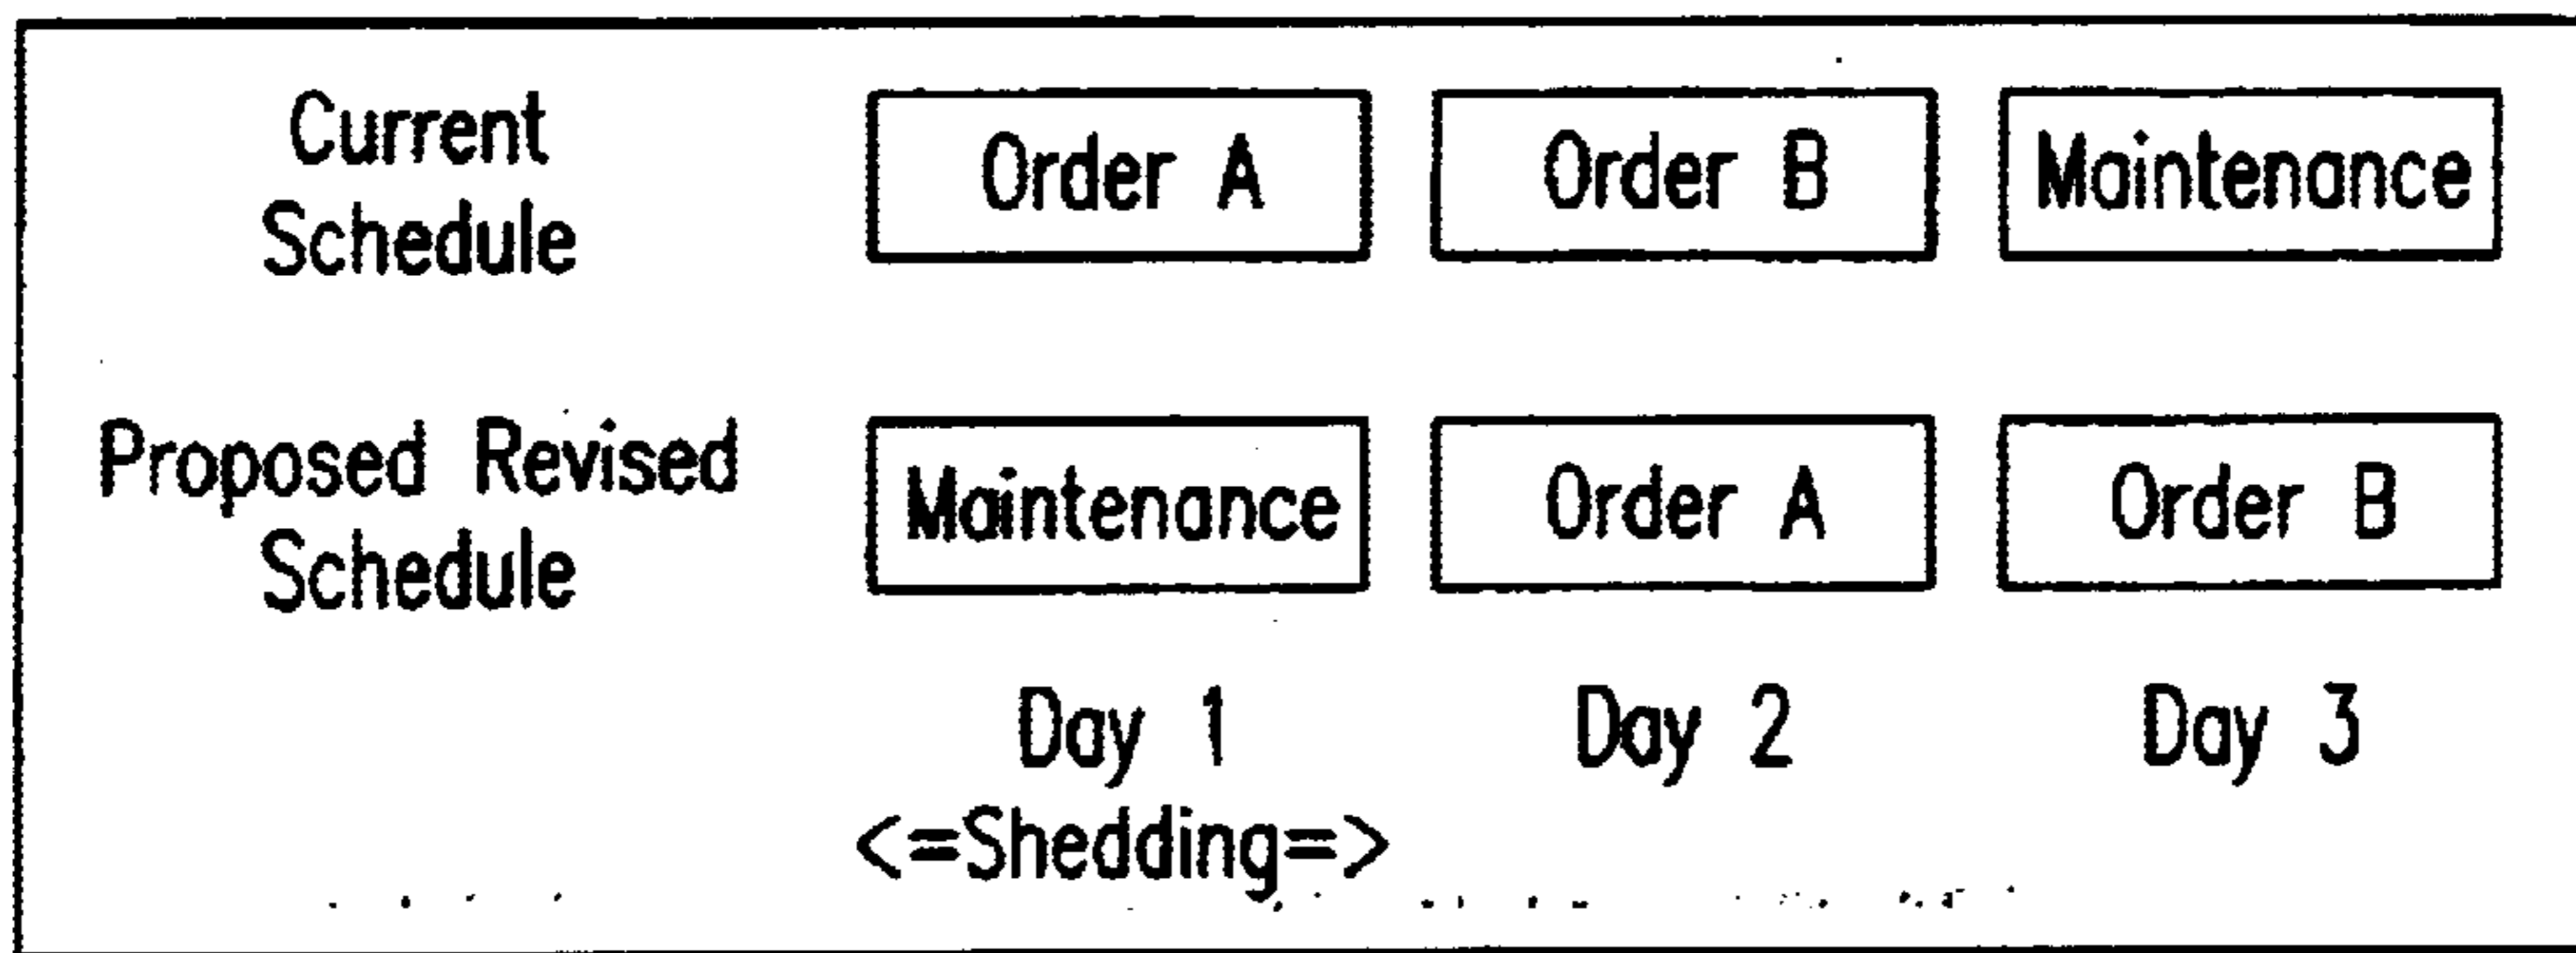 Current
Schedule
Order A
Order B
Maintenance
Proposed Revised
Schedule
Maintenance
Order A
Order B
Day 1
Day 2
Day 3
<=Shedding=>